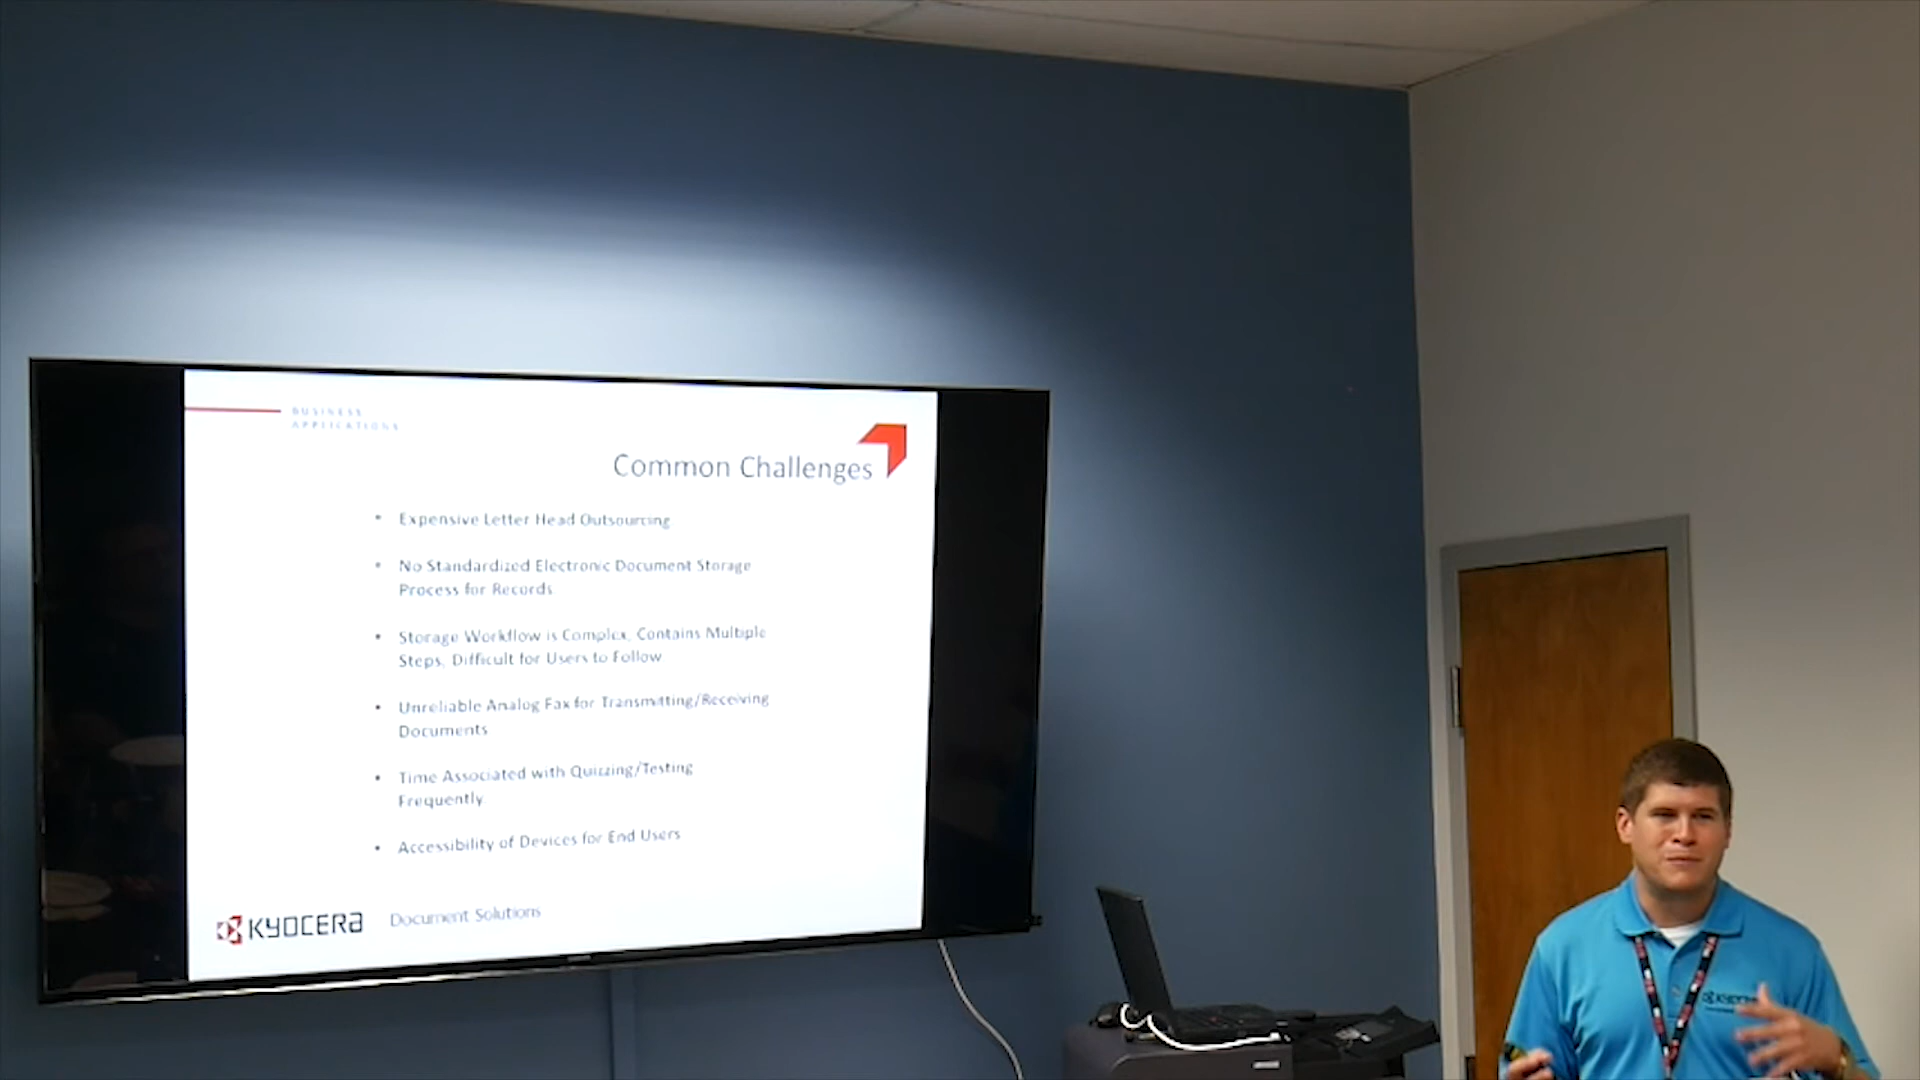 BUSINESS
APPLICATIONS
Common Challenges
• Expensive Letter Head Outsourcing
• No Standardized Electronic Document Storage
Process for Records
• Storage Workflow is Complex, Contains Multiple
Steps, Difficult for Users to Follow
• Unreliable Analog Fax for Transmitting/Receiving
Documents
• Time Associated with Quizzing/Testing
Frequently
• Accessibility of Devices for End Users
KYOCERA Document Solutions